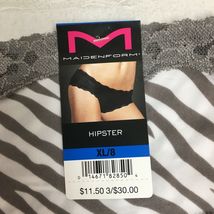 M
MAIDENFORM
HIPSTER
XL/8
$11.50 3/$30.00